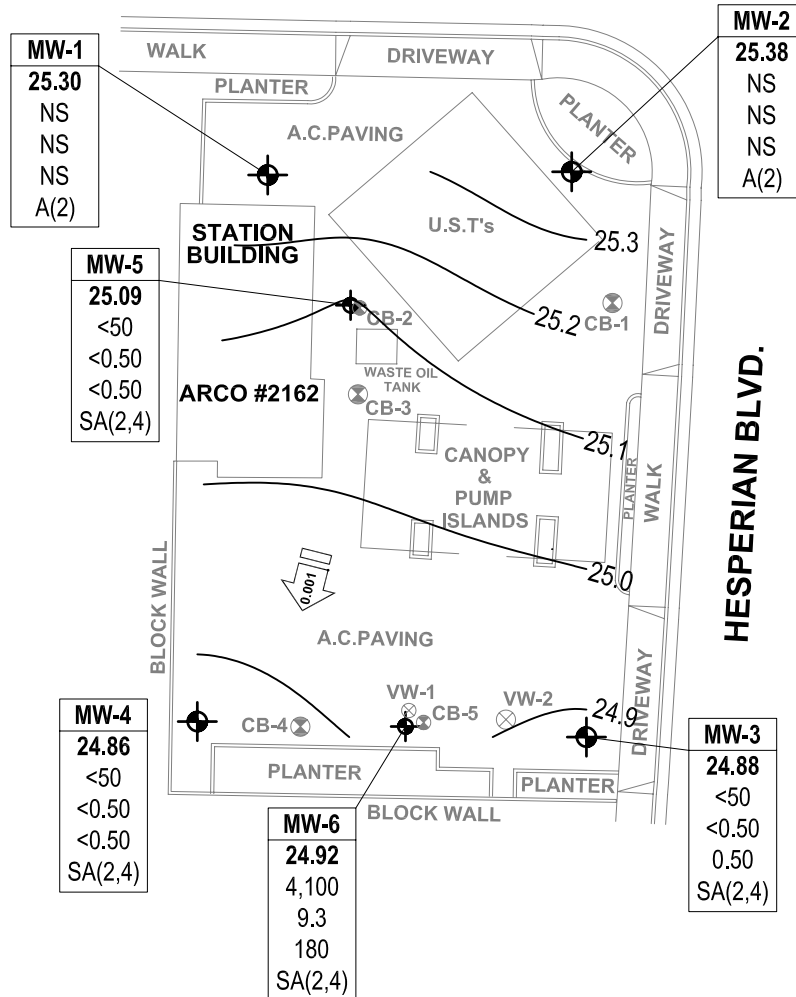 MW-1
25.30
NS
NS
NS
A(2)
MW-2
25.38
NS
NS
NS
A(2)
WALK
DRIVEWAY
PLANTER
PLANTER
A.C.PAVING
U.S.T's
STATION
BUILDING
25.3
DRIVEWAY
MW-5
25.09
<50
<0.50
<0.50
SA(2,4)
CB-2
25.2
CB-1
WASTE OIL
TANK
ARCO #2162
CB-3
25.1
CANOPY
&
PUMP
ISLANDS
PLANTER
WALK
HESPERIAN BLVD.
25.0
0.001
BLOCK WALL
A.C.PAVING
VW-1
VW-2
CB-4
CB-5
24.9
DRIVEWAY
MW-4
24.86
<50
<0.50
<0.50
SA(2,4)
PLANTER
PLANTER
BLOCK WALL
MW-3
24.88
<50
<0.50
0.50
SA(2,4)
MW-6
24.92
4,100
9.3
180
SA(2,4)